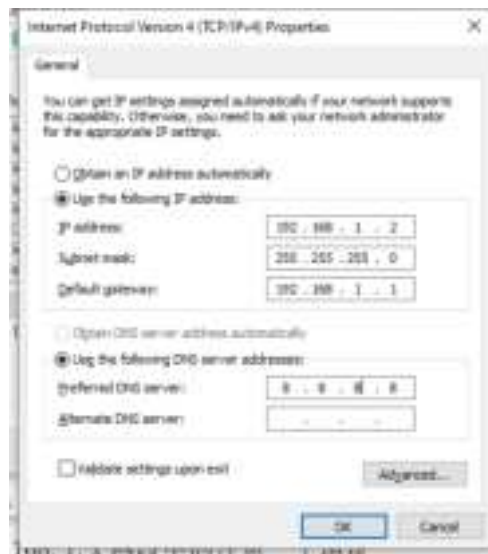 Internet Protocol Version 4 (TCP/IPv4) Properties
General
You can get IP settings assigned automatically if your network supports
this capability. Otherwise, you need to ask your network administrator
for the appropriate IP settings.
Obtain an IP address automatically
Use the following IP address:
IP address: 192 . 168 . 1 . 2
Subnet mask: 255 . 255 . 255 . 0
Default gateway: 192 . 168 . 1 . 1
Obtain DNS server address automatically
Use the following DNS server addresses:
Preferred DNS server: 8 . 8 . 8 . 8
Alternate DNS server: . . .
Validate settings upon exit
Advanced...
OK Cancel